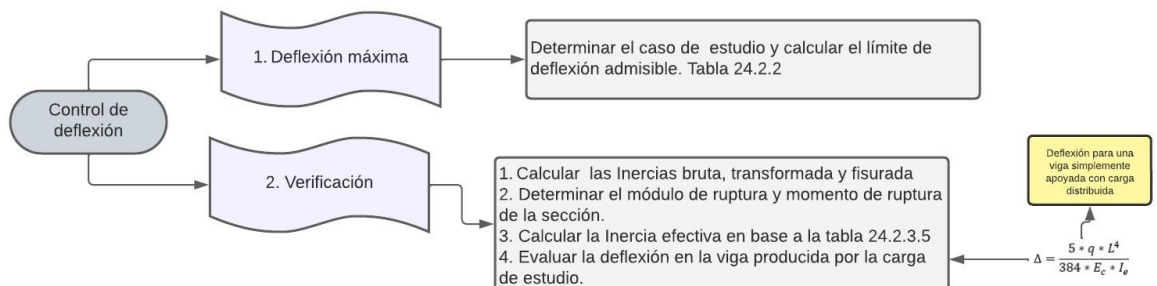 1. Deflexión máxima
Determinar el caso de estudio y calcular el límite de
deflexión admisible. Tabla 24.2.2
Control de
deflexión
2. Verificación
1. Calcular las Inercias bruta, transformada y fisurada
2. Determinar el módulo de ruptura y momento de ruptura
de la sección.
3. Calcular la Inercia efectiva en base a la tabla 24.2.3.5
4. Evaluar la deflexión en la viga producida por la carga
de estudio.
Deflexión para una
viga simplemente
apoyada con carga
distribuida
Δ = 5 * q * L⁴ / 384 * E_c * I_e